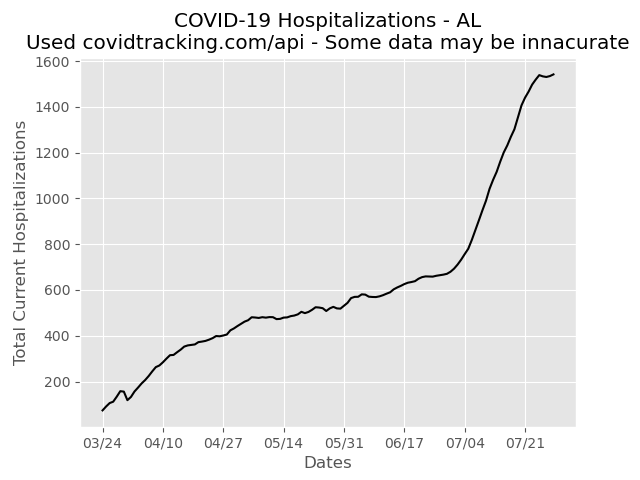 COVID-19 Hospitalizations - AL
Used covidtracking.com/api - Some data may be innacurate
1600
1400
1200
1000
800
600
400
200
Total Current Hospitalizations
03/24 04/10 04/27 05/14 05/31 06/17 07/04 07/21
Dates